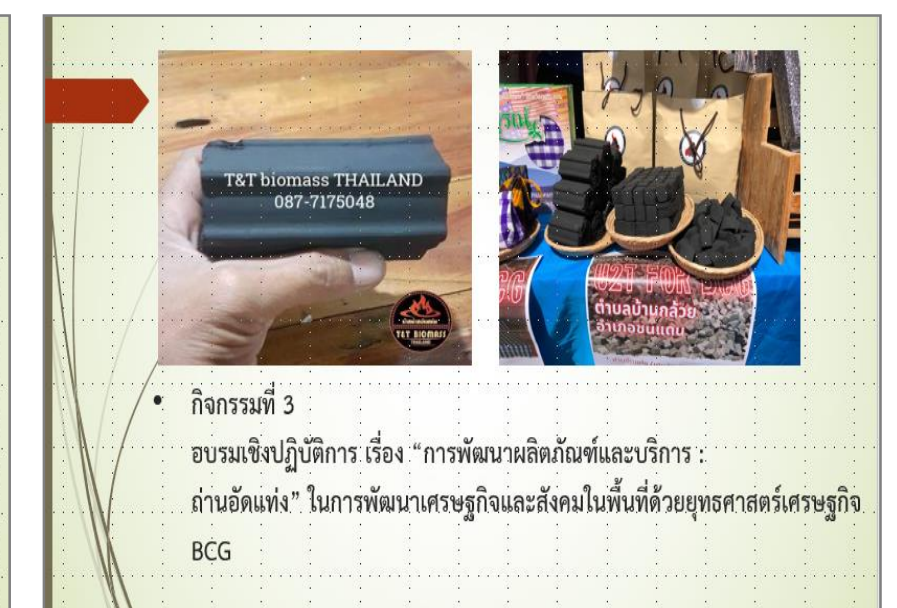 T&T biomass THAILAND
087-7175048
T&T BIOMASS
THAILAND
U2T FOR BCG
ตำบลบ้านกล้วย
อำเภอชนแดน
• กิจกรรมที่ 3
อบรมเชิงปฏิบัติการ เรื่อง “การพัฒนาผลิตภัณฑ์และบริการ :
ถ่านอัดแท่ง” ในการพัฒนาเศรษฐกิจและสังคมในพื้นที่ด้วยยุทธศาสตร์เศรษฐกิจ
BCG